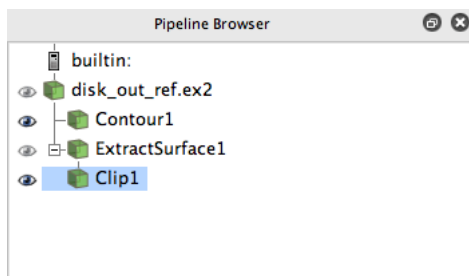 Pipeline Browser
builtin:
disk_out_ref.ex2
Contour1
ExtractSurface1
Clip1